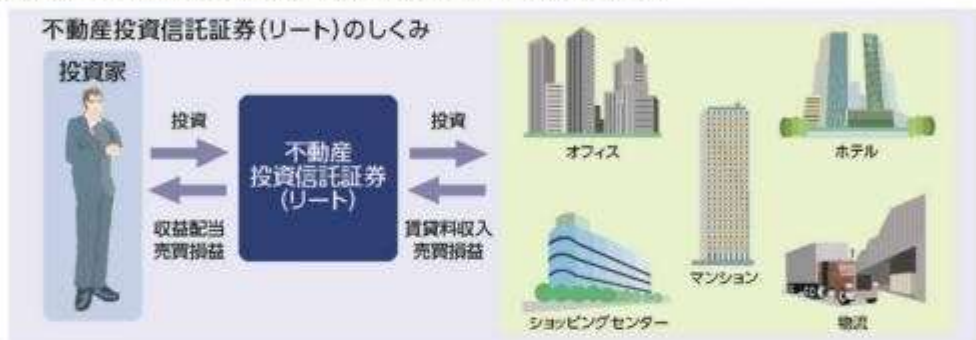 不動産投資信託証券(リート)のしくみ
投資家
投資
収益配当
売買損益
不動産
投資信託証券
(リート)
投資
賃貸料収入
売買損益
オフィス
ホテル
マンション
ショッピングセンター
物流